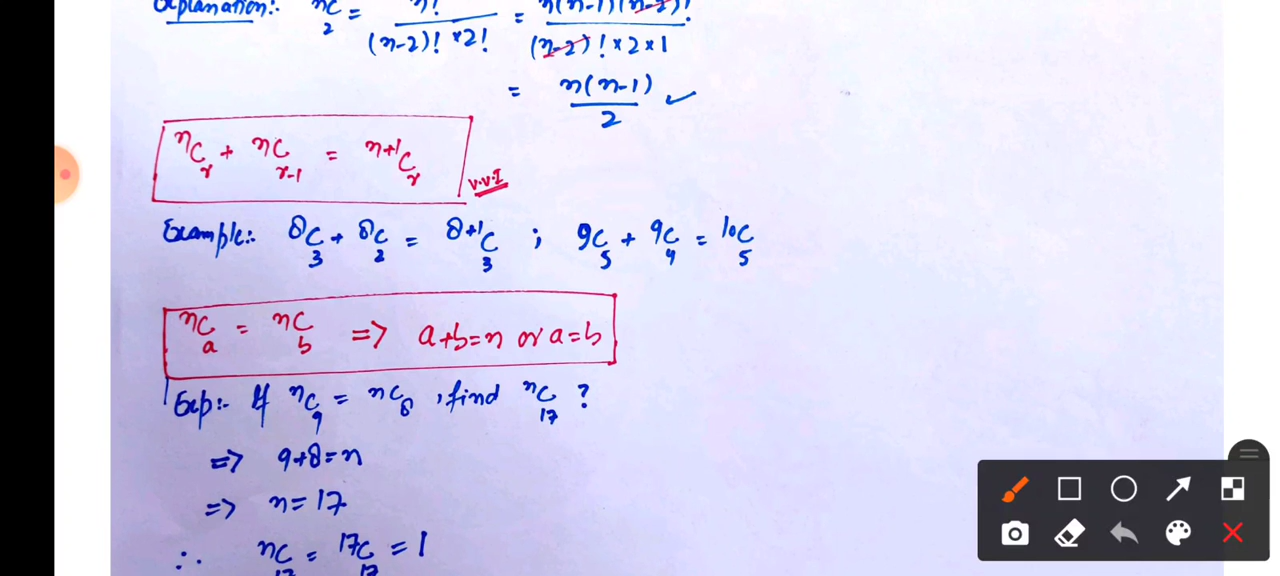 Explanation:- nC2 = n! / (n-2)! × 2! = n(n-1)(n-2)! / (n-2)! × 2 × 1
= n(n-1) / 2 ✓
nCr + nCr-1 = n+1Cr
V.V.I
Example:- 8C3 + 8C2 = 8+1C3 ; 9C5 + 9C4 = 10C5
nCa = nCb => a+b=n or a=b
Exp:- If nC9 = nC8 , find nC17 ?
=> 9+8=n
=> n=17
∴ nC17 = 17C17 = 1